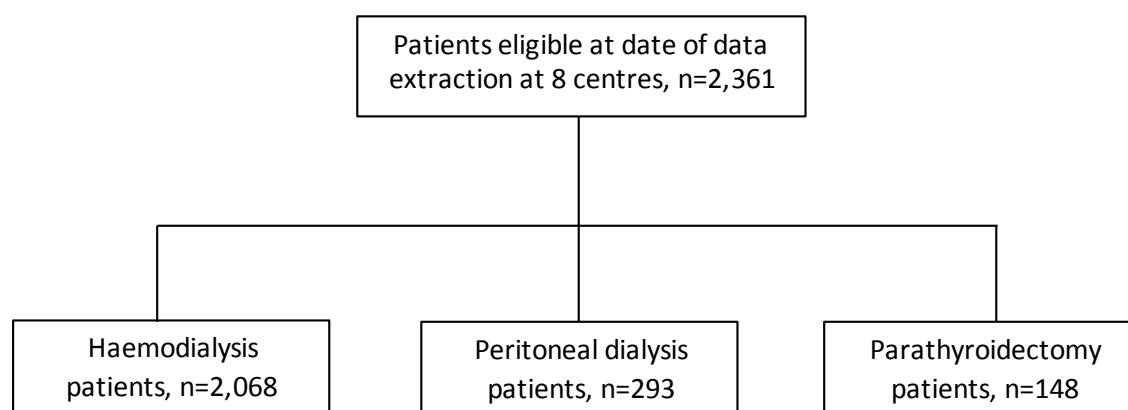 Patients eligible at date of data
extraction at 8 centres, n=2,361
Haemodialysis
patients, n=2,068
Peritoneal dialysis
patients, n=293
Parathyroidectomy
patients, n=148